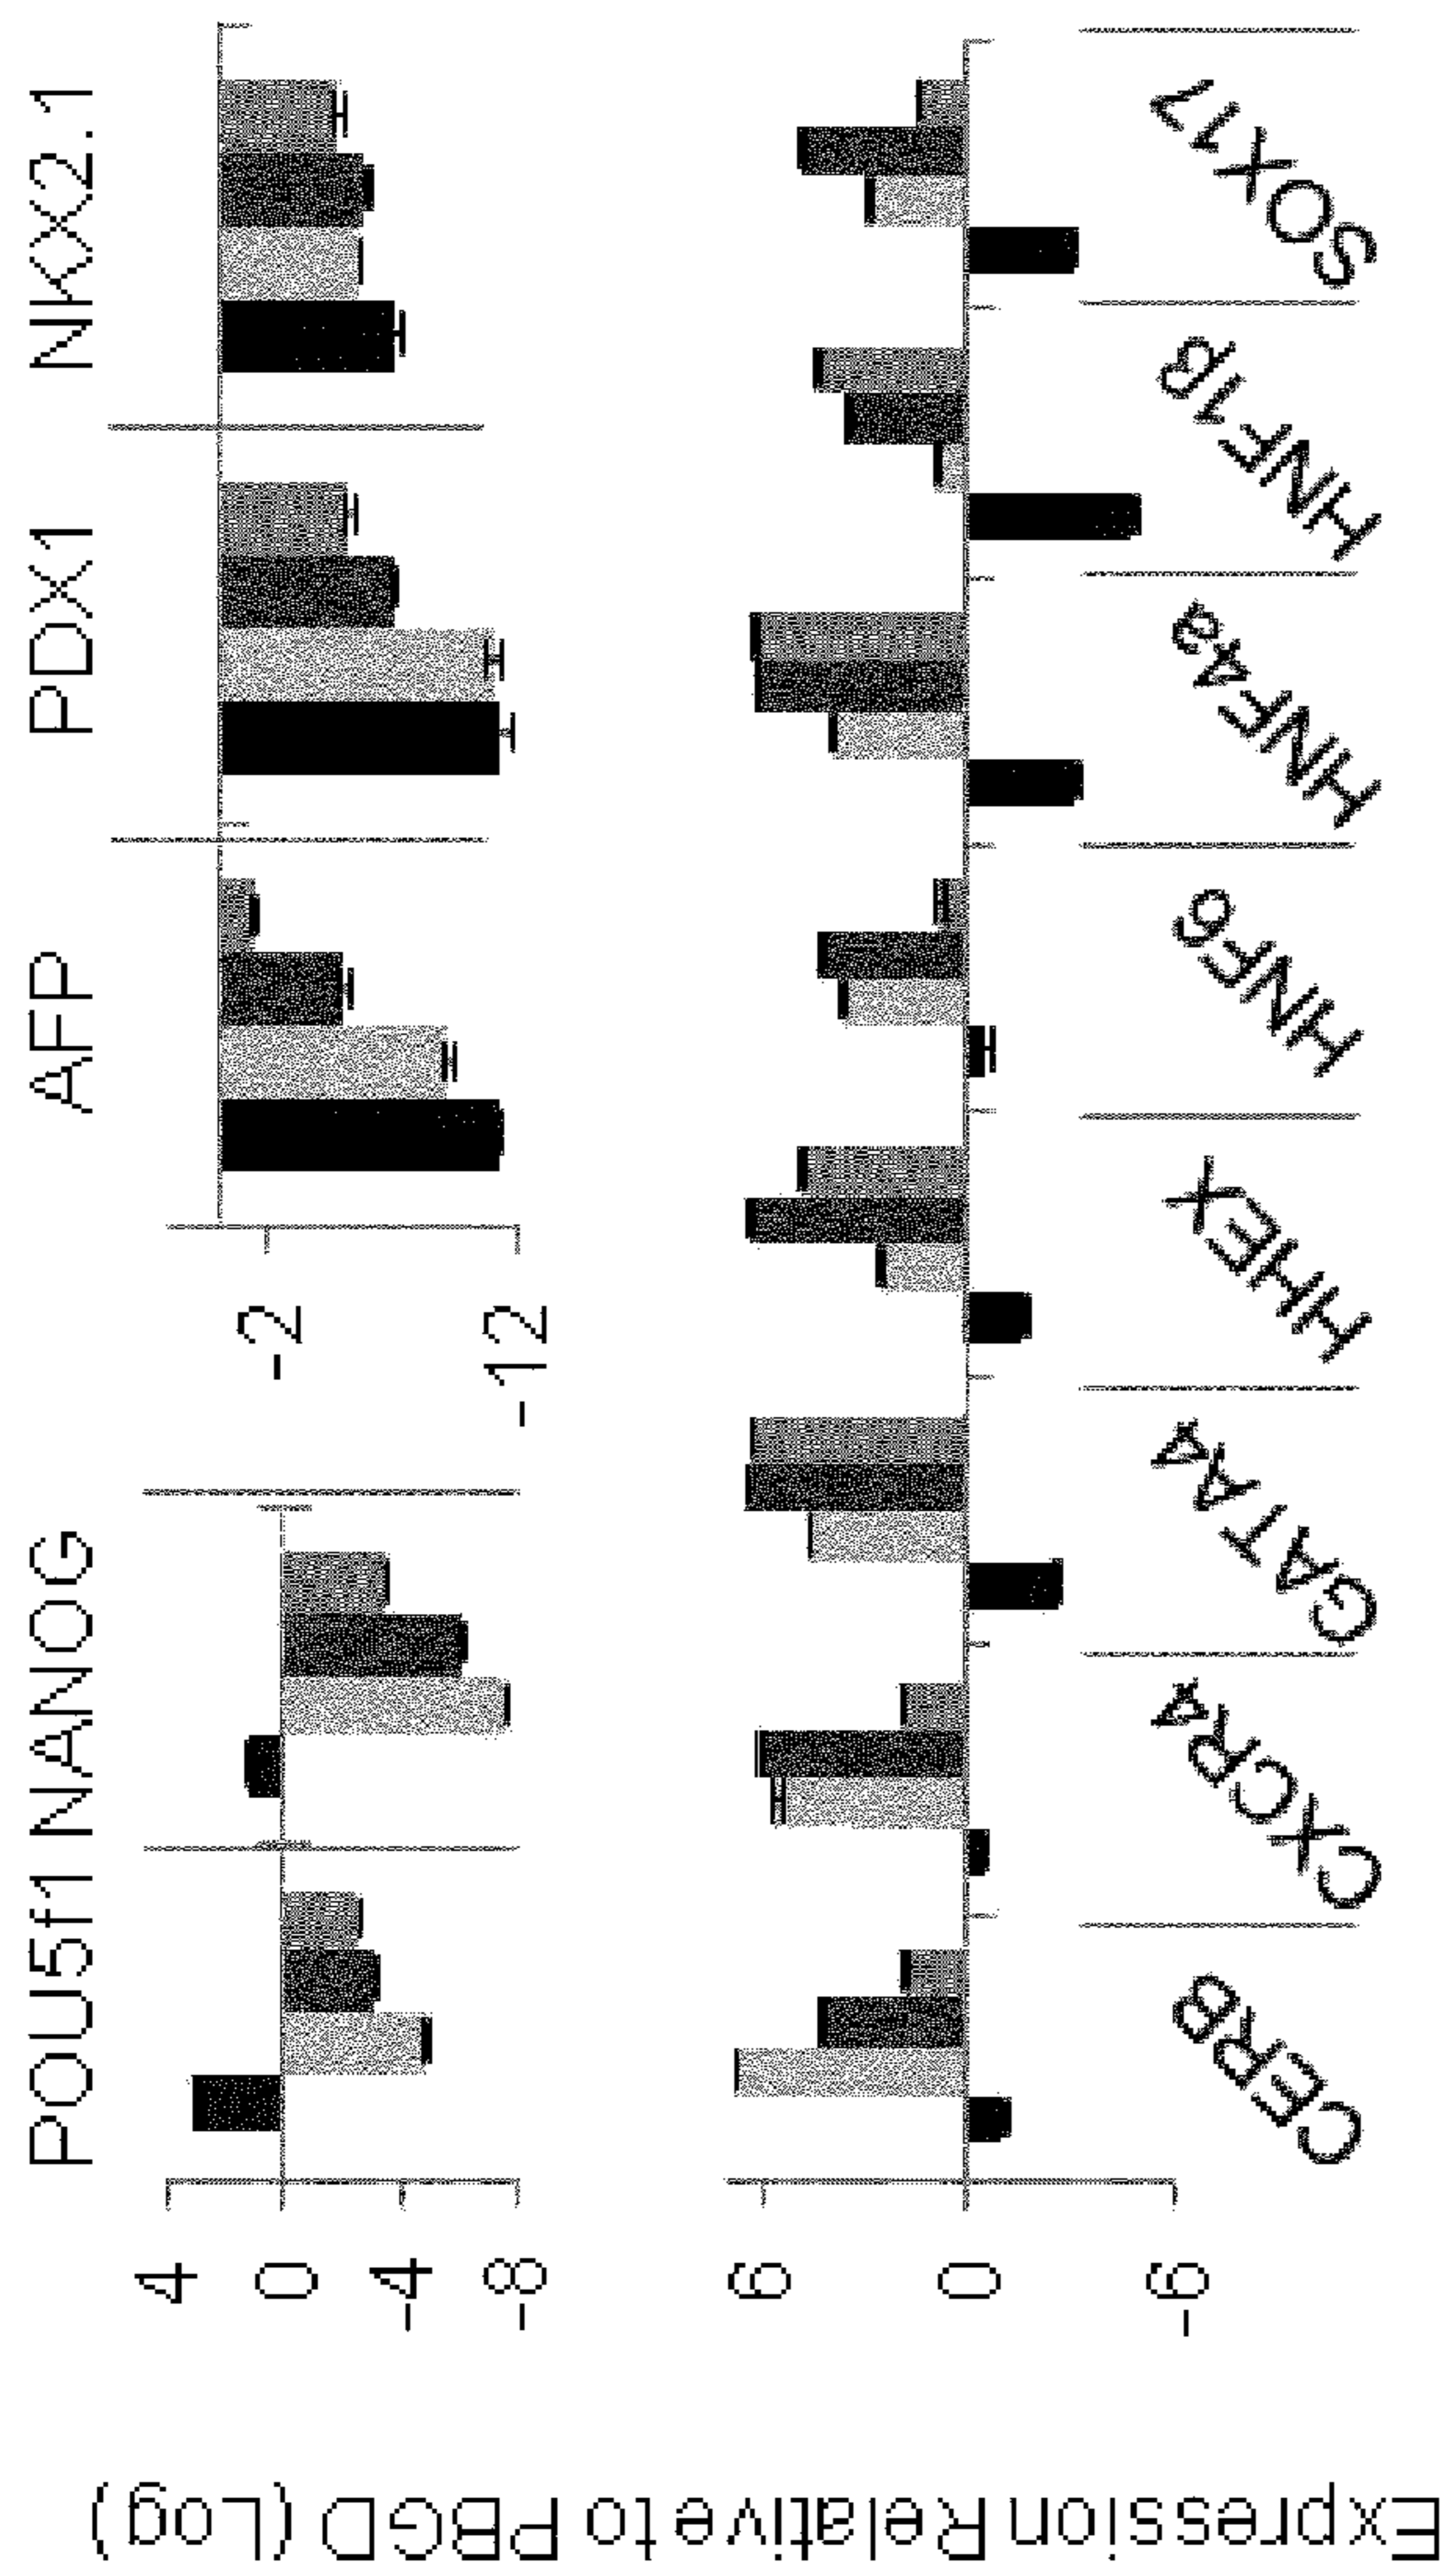 Expression Relative to PBGD (Log)
POU5f1 NANOG
AFP
PDX1
NKX2.1
4
0
-4
-8
-2
-12
6
0
-6
CERB
CXCR4
GATA4
HHEX
HNF6
HNF4a
HNF1B
SOX17